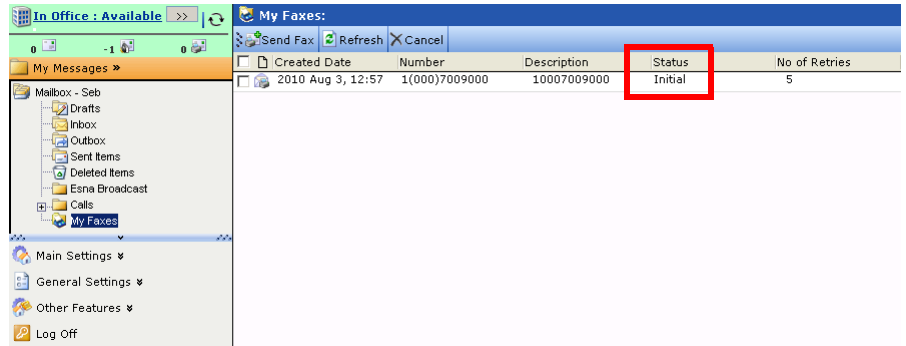 In Office : Available >>
0 -1 0
My Messages »
Mailbox - Seb
Drafts
Inbox
Outbox
Sent Items
Deleted Items
Esna Broadcast
Calls
My Faxes
Main Settings
General Settings
Other Features
Log Off
My Faxes:
Send Fax Refresh Cancel
Created Date Number Description Status No of Retries
2010 Aug 3, 12:57 1(000)7009000 10007009000 Initial 5